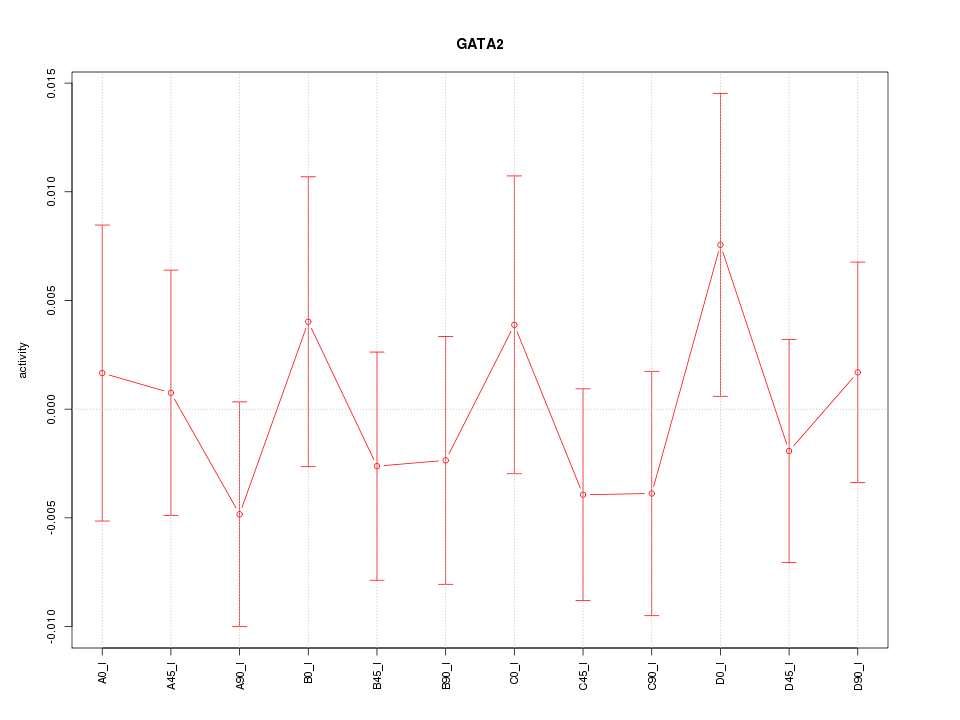 GATA2
activity
0.015
0.010
0.005
0.000
-0.005
-0.010
A0_I
A45_I
A90_I
B0_I
B45_I
B90_I
C0_I
C45_I
C90_I
D0_I
D45_I
D90_I